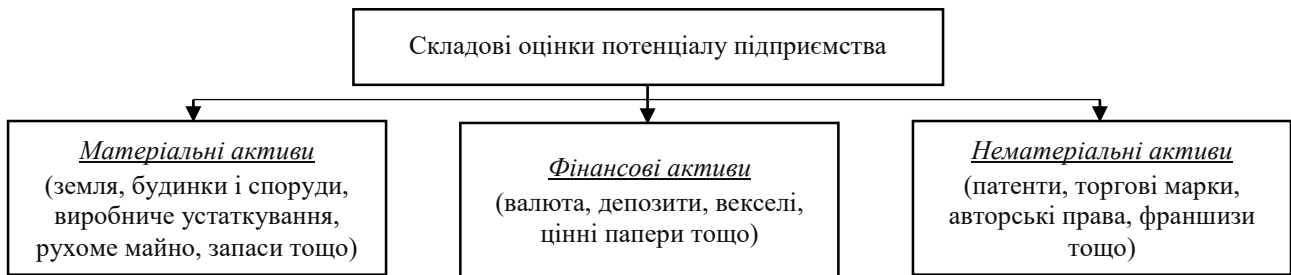 Складові оцінки потенціалу підприємства
Матеріальні активи
(земля, будинки і споруди,
виробниче устаткування,
рухоме майно, запаси тощо)
Фінансові активи
(валюта, депозити, векселі,
цінні папери тощо)
Нематеріальні активи
(патенти, торгові марки,
авторські права, франшизи
тощо)